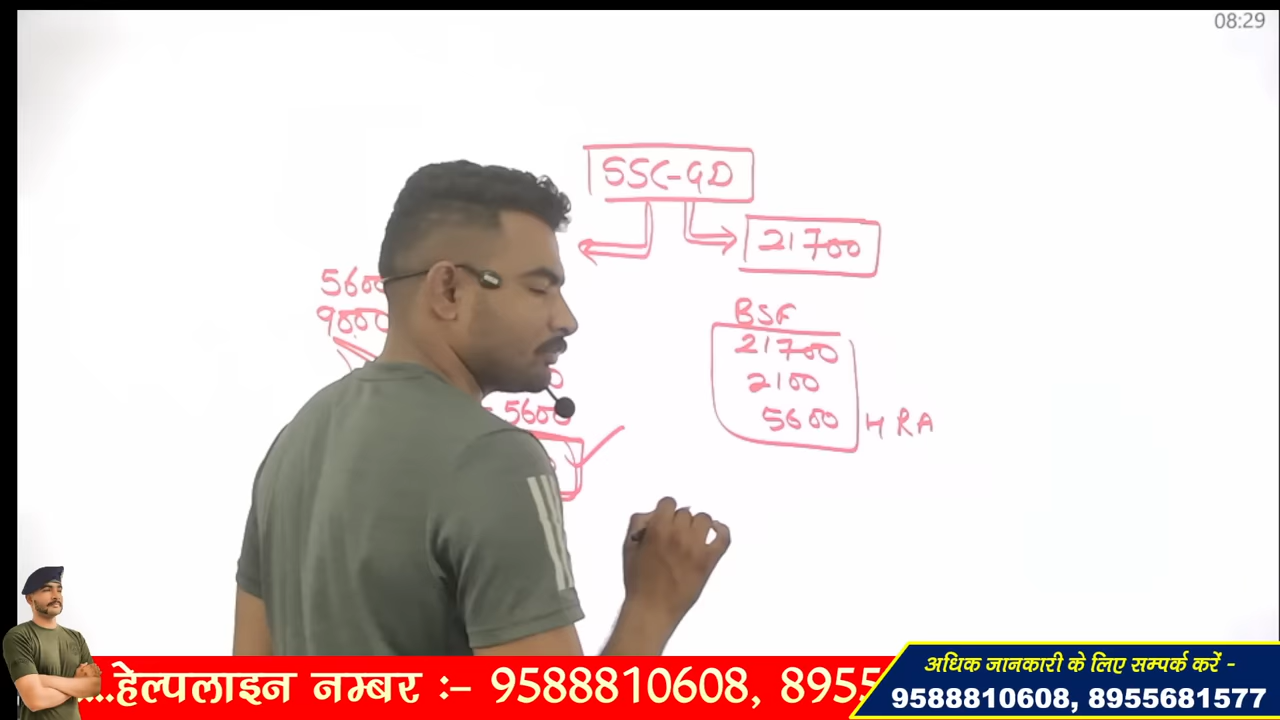 08:29
SSC-GD
21700
5600
9000
BSF
21700
2100
5600
5600 HRA
....हेल्पलाइन नम्बर :- 9588810608, 8955
अधिक जानकारी के लिए सम्पर्क करें -
9588810608, 8955681577